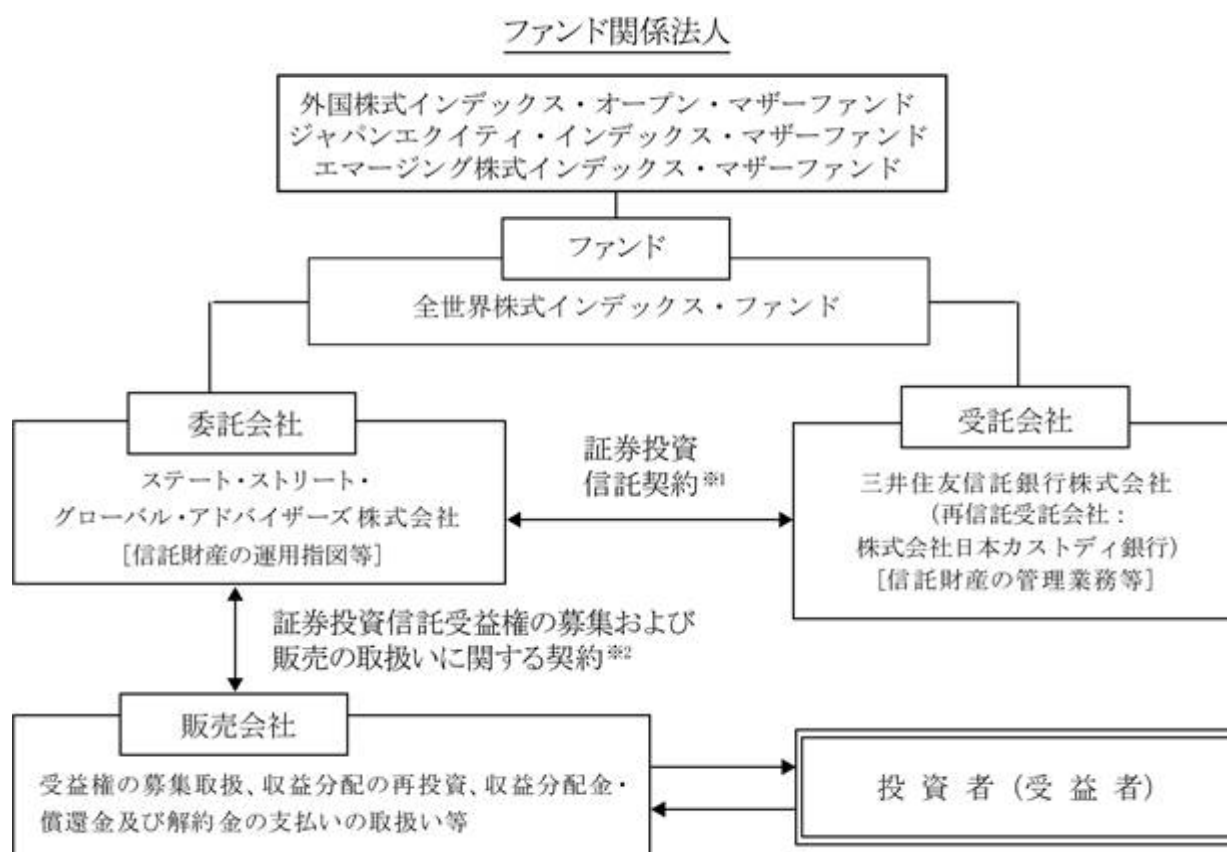 ファンド関係法人
外国株式インデックス・オープン・マザーファンド
ジャパンエクイティ・インデックス・マザーファンド
エマージング株式インデックス・マザーファンド
ファンド
全世界株式インデックス・ファンド
委託会社
ステート・ストリート・
グローバル・アドバイザーズ株式会社
[信託財産の運用指図等]
証券投資
信託契約※1
受託会社
三井住友信託銀行株式会社
(再信託受託会社:
株式会社日本カストディ銀行)
[信託財産の管理業務等]
証券投資信託受益権の募集および
販売の取扱いに関する契約※2
販売会社
受益権の募集取扱、収益分配の再投資、収益分配金・
償還金及び解約金の支払いの取扱い等
投資者(受益者)